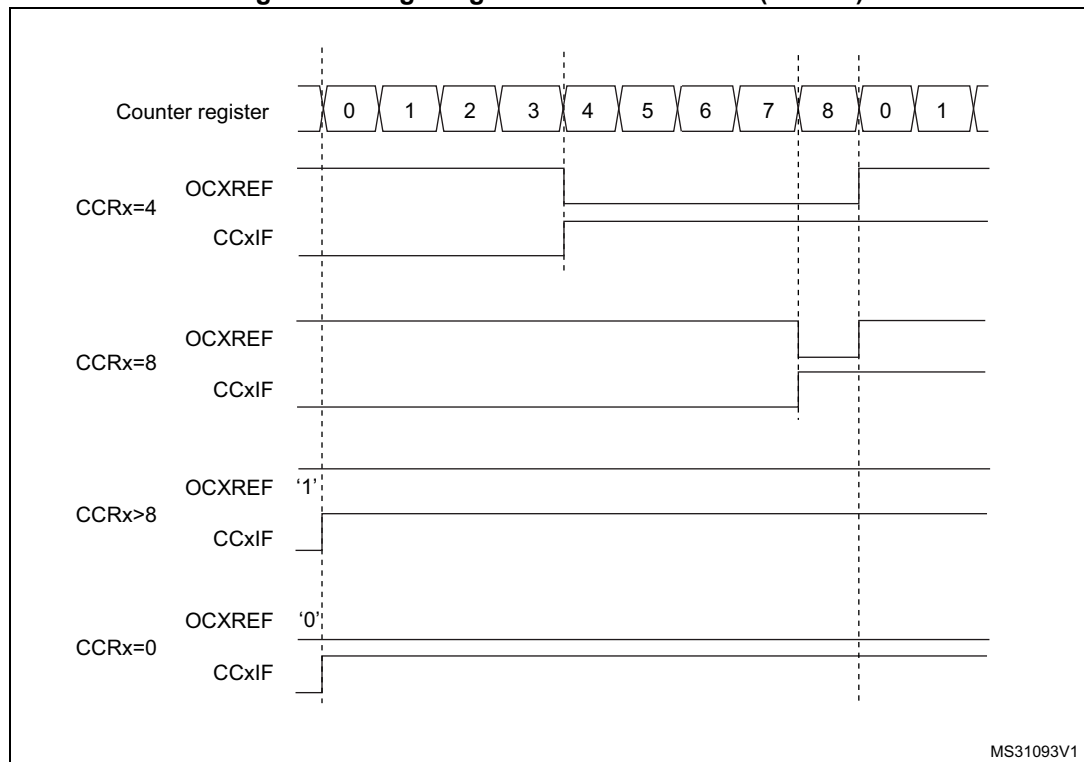 Counter register 0 1 2 3 4 5 6 7 8 0 1
OCXREF
CCRx=4
CCxIF
OCXREF
CCRx=8
CCxIF
OCXREF ‘1’
CCRx>8
CCxIF
OCXREF ‘0’
CCRx=0
CCxIF
MS31093V1